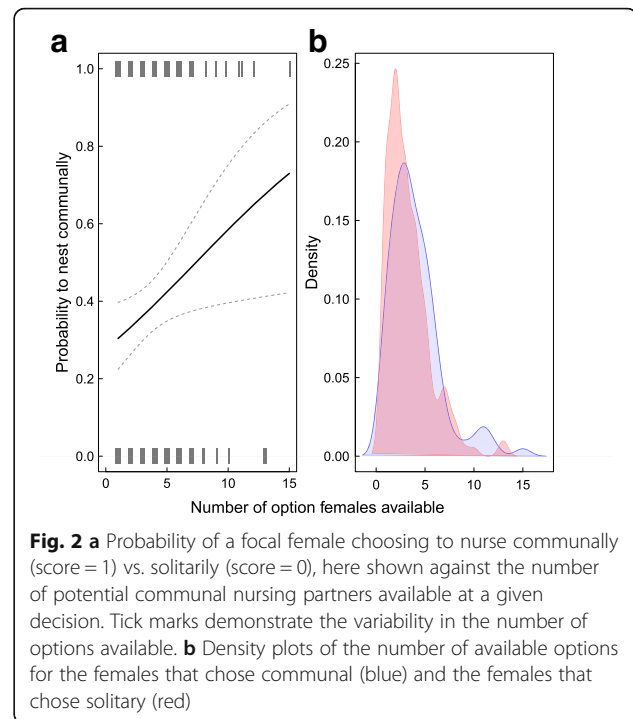 a
b
1.0
0.8
0.6
0.4
0.2
0.0
Probability to nest communally
0
5
10
15
0.25
0.20
0.15
0.10
0.05
0.00
Density
0
5
10
15
Number of option females available
Fig. 2 a Probability of a focal female choosing to nurse communally
(score = 1) vs. solitarily (score = 0), here shown against the number
of potential communal nursing partners available at a given
decision. Tick marks demonstrate the variability in the number of
options available. b Density plots of the number of available options
for the females that chose communal (blue) and the females that
chose solitary (red)